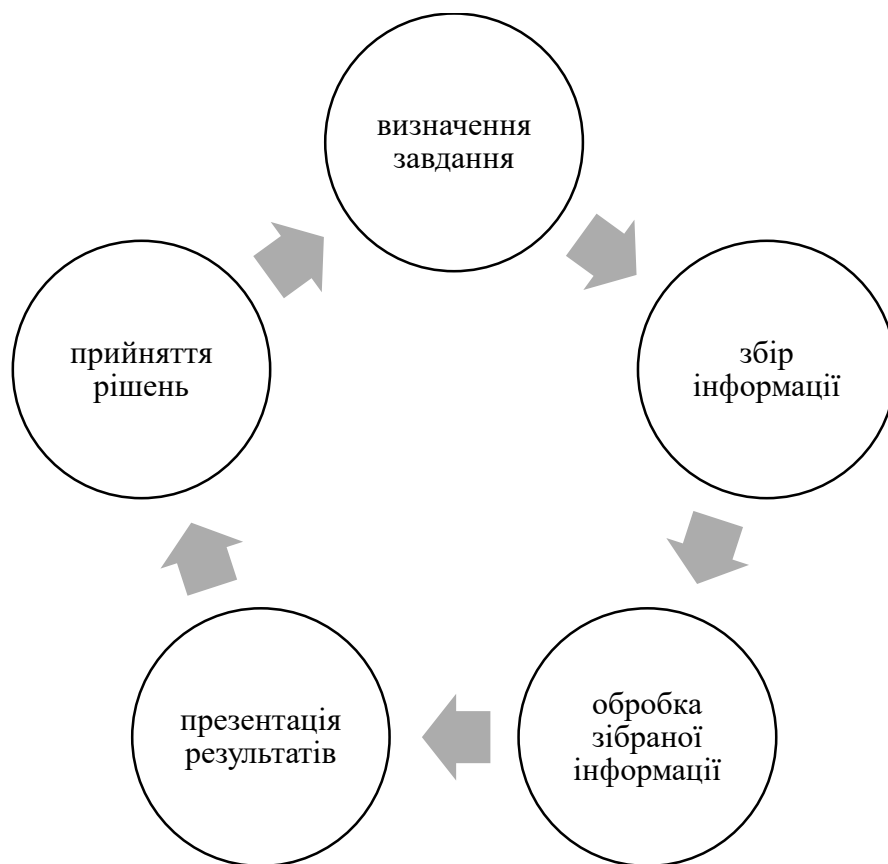 визначення
завдання
збір
інформації
обробка
зібраної
інформації
презентація
результатів
прийняття
рішень